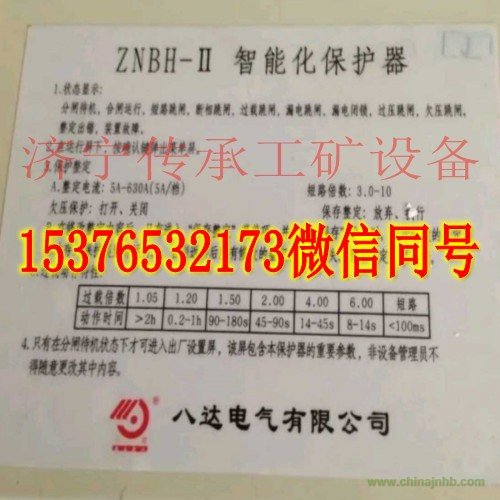 ZNBH-Ⅱ 智能化保护器
1.状态显示:
分闸待机、合闸运行、短路跳闸、断相跳闸、过载跳闸、漏电跳闸、漏电闭锁、过压跳闸、欠压跳闸、
整定出错、装置故障。
济宁传承工矿设备
3.保护整定
A.整定电流: 5A-630A(5A/档) 短路倍数: 3.0-10
欠压保护: 打开、关闭 保存整定: 放弃、
15376532173微信同号
过载倍数 1.05 1.20 1.50 2.00 4.00 6.00 短路
动作时间 >2h 0.2-1h 90-180s 45-90s 14-45s 8-14s <100ms
4.只有在分闸待机状态下才可进入出厂设置屏,该屏包含本保护器的重要参数,非设备管理员不
得随意更改其中内容。
八达电气有限公司
www.chinajnhb.com